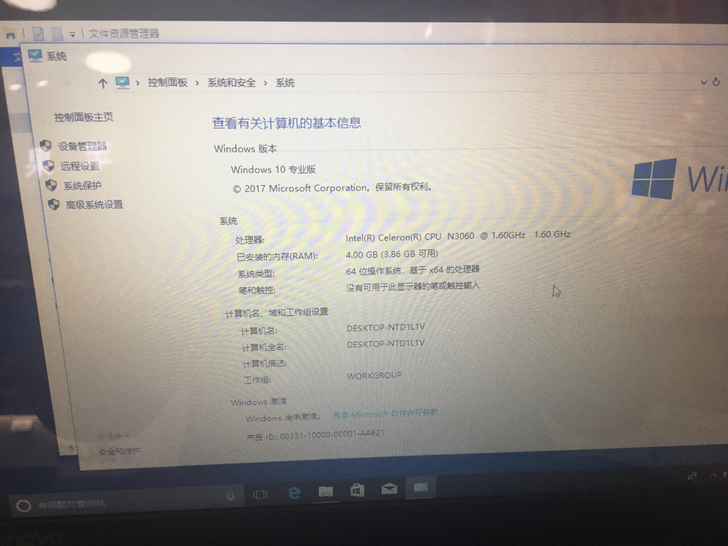 文件资源管理器
系统
控制面板 › 系统和安全 › 系统
控制面板主页
设备管理器
远程设置
系统保护
高级系统设置
查看有关计算机的基本信息
Windows 版本
Windows 10 专业版
© 2017 Microsoft Corporation。保留所有权利。
系统
处理器: Intel(R) Celeron(R) CPU N3060 @ 1.60GHz 1.60 GHz
已安装的内存(RAM): 4.00 GB (3.86 GB 可用)
系统类型: 64 位操作系统，基于 x64 的处理器
笔和触控: 没有可用于此显示器的笔或触控输入
计算机名、域和工作组设置
计算机名: DESKTOP-NTD1L1V
计算机全名: DESKTOP-NTD1L1V
计算机描述:
工作组: WORKGROUP
Windows 激活
Windows 尚未激活。 阅读 Microsoft 软件许可条款
产品 ID: 00331-10000-00001-AA821
另请参阅
安全和维护
有问题尽管问我
Win